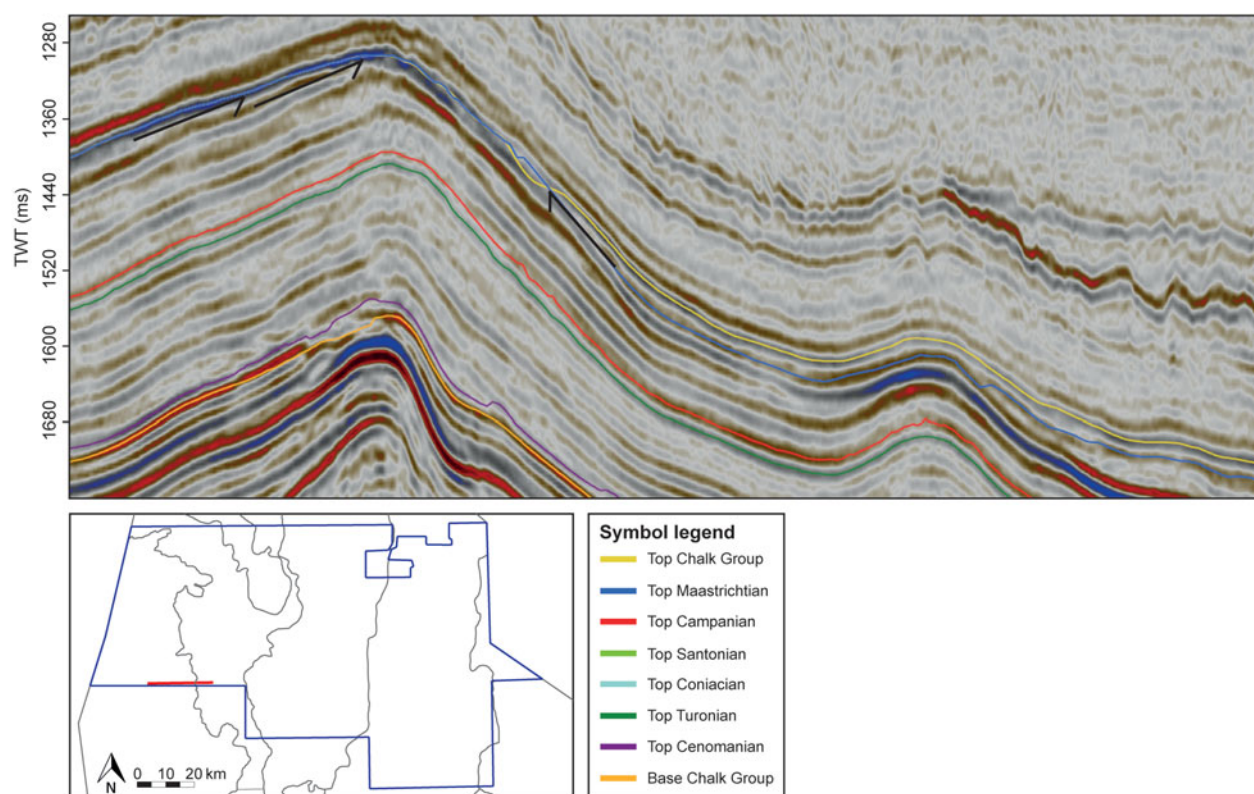 TWT (ms)
1280
1360
1440
1520
1600
1680
N
0 10 20 km
Symbol legend
Top Chalk Group
Top Maastrichtian
Top Campanian
Top Santonian
Top Coniacian
Top Turonian
Top Cenomanian
Base Chalk Group